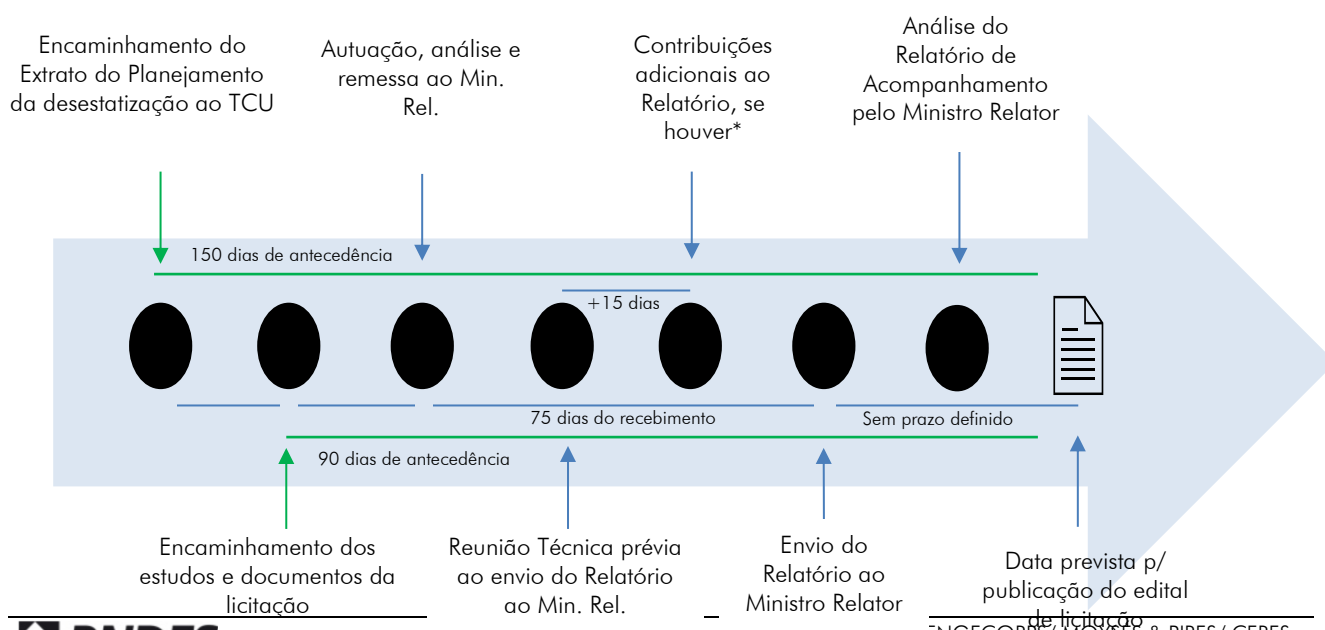 Encaminhamento do
Extrato do Planejamento
da desestatização ao TCU
Autuação, análise e
remessa ao Min.
Rel.
Contribuições
adicionais ao
Relatório, se
houver*
Análise do
Relatório de
Acompanhamento
pelo Ministro Relator
150 dias de antecedência
+15 dias
75 dias do recebimento
Sem prazo definido
90 dias de antecedência
Encaminhamento dos
estudos e documentos da
licitação
Reunião Técnica prévia
ao envio do Relatório
ao Min. Rel.
Envio do
Relatório ao
Ministro Relator
Data prevista p/
publicação do edital
de licitação